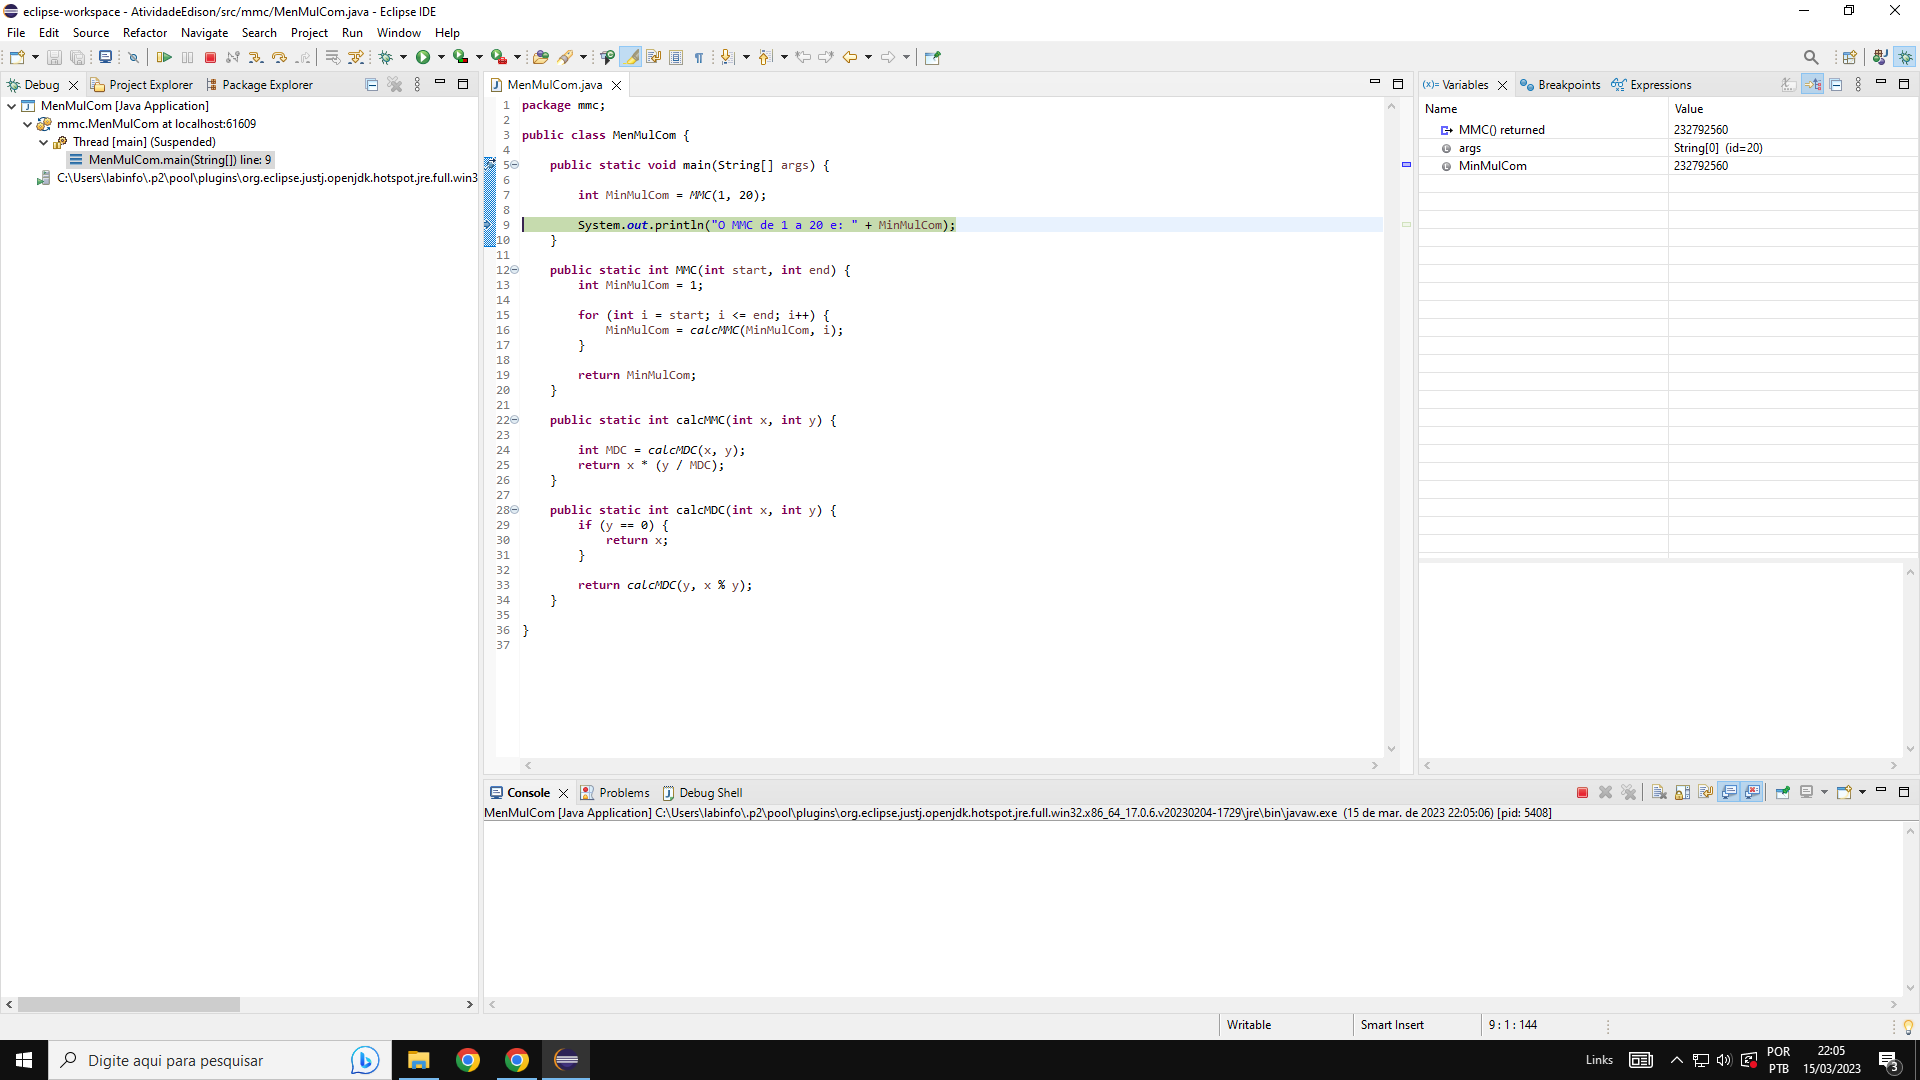 eclipse-workspace - AtividadeEdison/src/mmc/MenMulCom.java - Eclipse IDE
File Edit Source Refactor Navigate Search Project Run Window Help
Debug Project Explorer Package Explorer
MenMulCom [Java Application]
mmc.MenMulCom at localhost:61609
Thread [main] (Suspended)
MenMulCom.main(String[]) line: 9
C:\Users\labinfo\.p2\pool\plugins\org.eclipse.justj.openjdk.hotspot.jre.full.win3
MenMulCom.java
1 package mmc;
2
3 public class MenMulCom {
4
5 public static void main(String[] args) {
6
7 int MinMulCom = MMC(1, 20);
8
9 System.out.println("O MMC de 1 a 20 e: " + MinMulCom);
10 }
11
12 public static int MMC(int start, int end) {
13 int MinMulCom = 1;
14
15 for (int i = start; i <= end; i++) {
16 MinMulCom = calcMMC(MinMulCom, i);
17 }
18
19 return MinMulCom;
20 }
21
22 public static int calcMMC(int x, int y) {
23
24 int MDC = calcMDC(x, y);
25 return x * (y / MDC);
26 }
27
28 public static int calcMDC(int x, int y) {
29 if (y == 0) {
30 return x;
31 }
32
33 return calcMDC(y, x % y);
34 }
35
36 }
37
(x)= Variables Breakpoints Expressions
Name Value
MMC() returned 232792560
args String[0] (id=20)
MinMulCom 232792560
Console Problems Debug Shell
MenMulCom [Java Application] C:\Users\labinfo\.p2\pool\plugins\org.eclipse.justj.openjdk.hotspot.jre.full.win32.x86_64_17.0.6.v20230204-1729\jre\bin\javaw.exe (15 de mar. de 2023 22:05:06) [pid: 5408]
Writable Smart Insert 9 : 1 : 144
Digite aqui para pesquisar
Links
POR
PTB
22:05
15/03/2023
3